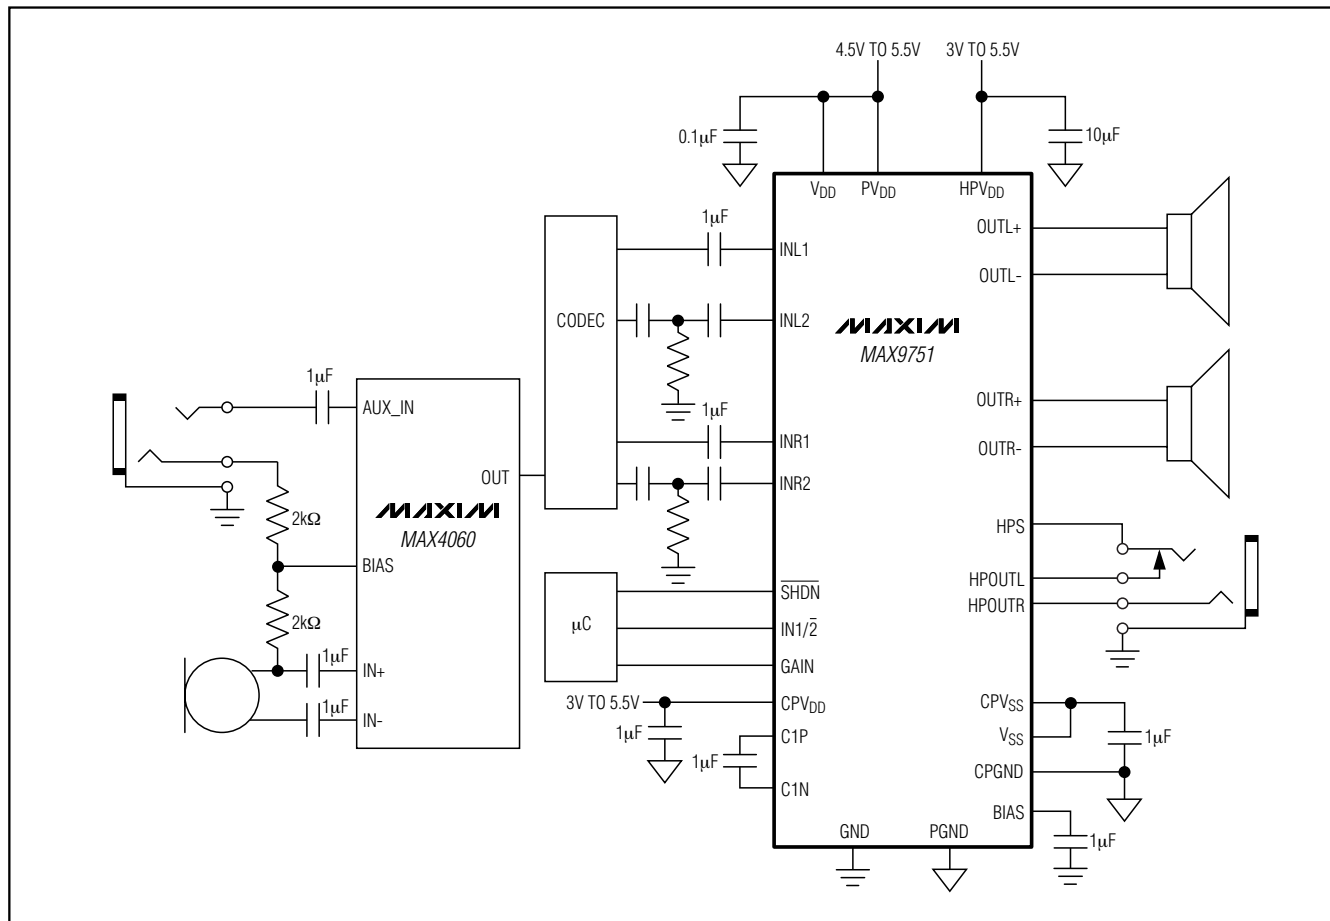 4.5V TO 5.5V
3V TO 5.5V
0.1μF
10μF
VDD
PVDD
HPVDD
1μF
INL1
OUTL+
OUTL-
CODEC
INL2
MAXIM
MAX9751
1μF
AUX_IN
1μF
INR1
OUTR+
OUTR-
OUT
INR2
MAXIM
MAX4060
2kΩ
BIAS
2kΩ
HPS
HPOUTL
HPOUTR
μC
SHDN
IN1/2
GAIN
1μF
IN+
1μF
IN-
3V TO 5.5V
CPVDD
1μF
C1P
1μF
C1N
CPVSS
VSS
1μF
CPGND
BIAS
1μF
GND
PGND